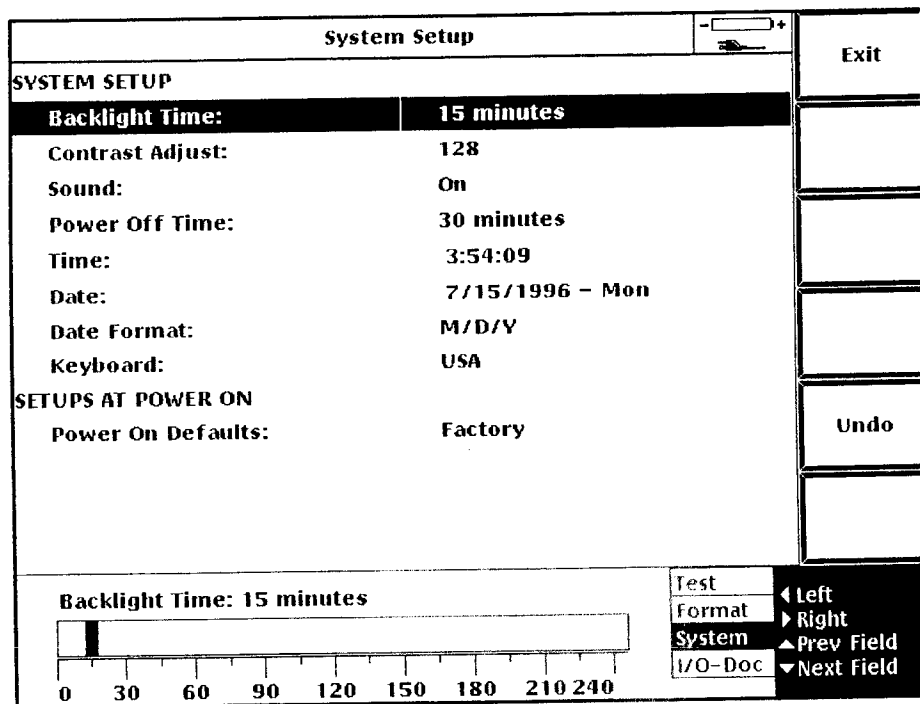 System Setup
- +
Exit
SYSTEM SETUP
Backlight Time: 15 minutes
Contrast Adjust: 128
Sound: On
Power Off Time: 30 minutes
Time: 3:54:09
Date: 7/15/1996 - Mon
Date Format: M/D/Y
Keyboard: USA
SETUPS AT POWER ON
Power On Defaults: Factory
Undo
Backlight Time: 15 minutes
0 30 60 90 120 150 180 210 240
Test
Format
System
I/O-Doc
Left
Right
Prev Field
Next Field